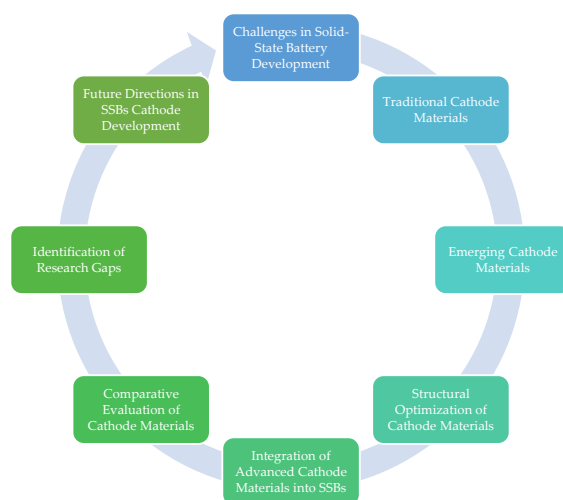 Challenges in Solid-
State Battery
Development
Traditional Cathode
Materials
Emerging Cathode
Materials
Structural
Optimization of
Cathode Materials
Integration of
Advanced Cathode
Materials into SSBs
Comparative
Evaluation of
Cathode Materials
Identification of
Research Gaps
Future Directions in
SSBs Cathode
Development